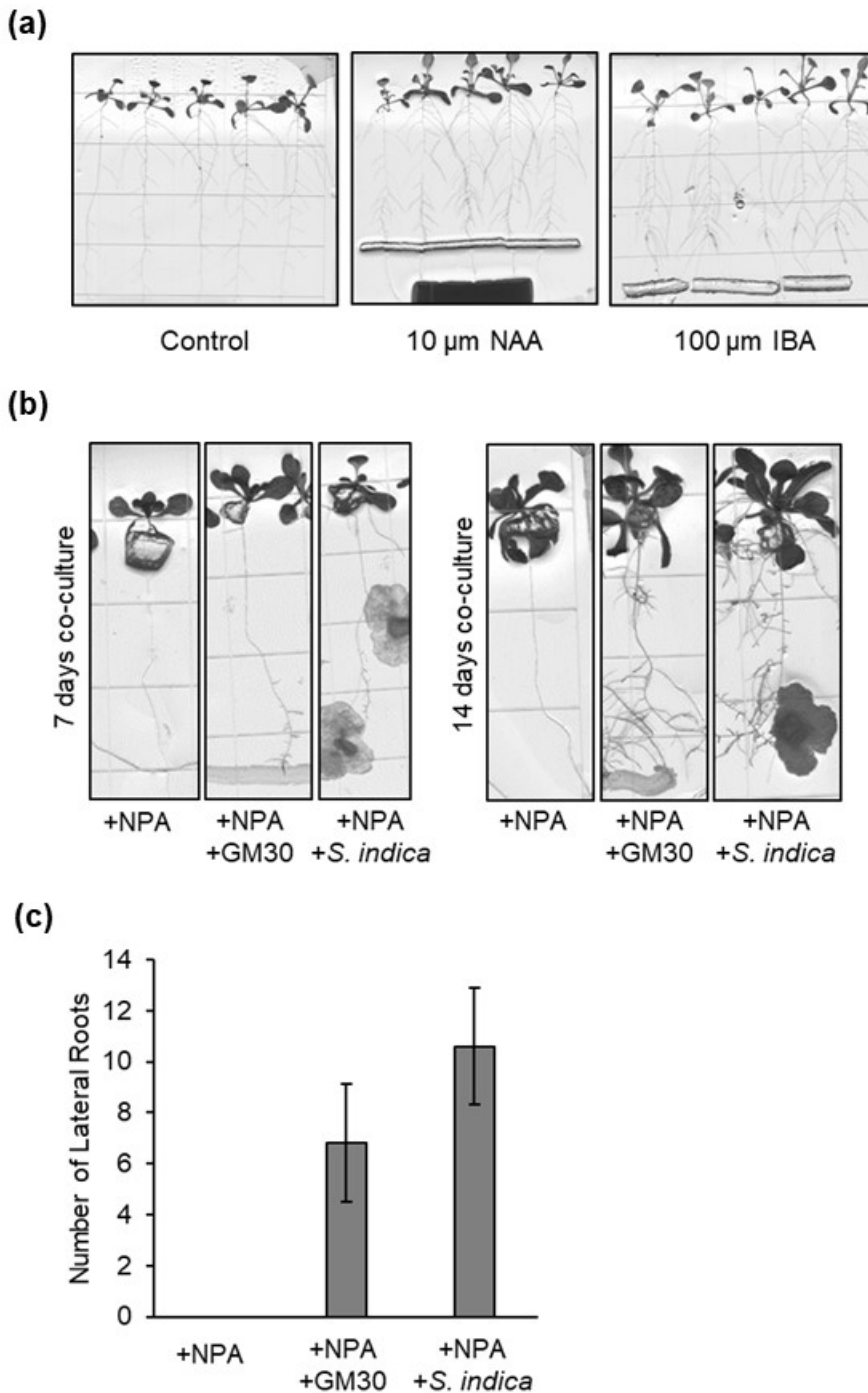 (a)
Control
10 µm NAA
100 µm IBA
(b)
7 days co-culture
+NPA
+NPA
+GM30
+NPA
+S. indica
14 days co-culture
+NPA
+NPA
+GM30
+NPA
+S. indica
(c)
Number of Lateral Roots
14
12
10
8
6
4
2
0
+NPA
+NPA
+GM30
+NPA
+S. indica